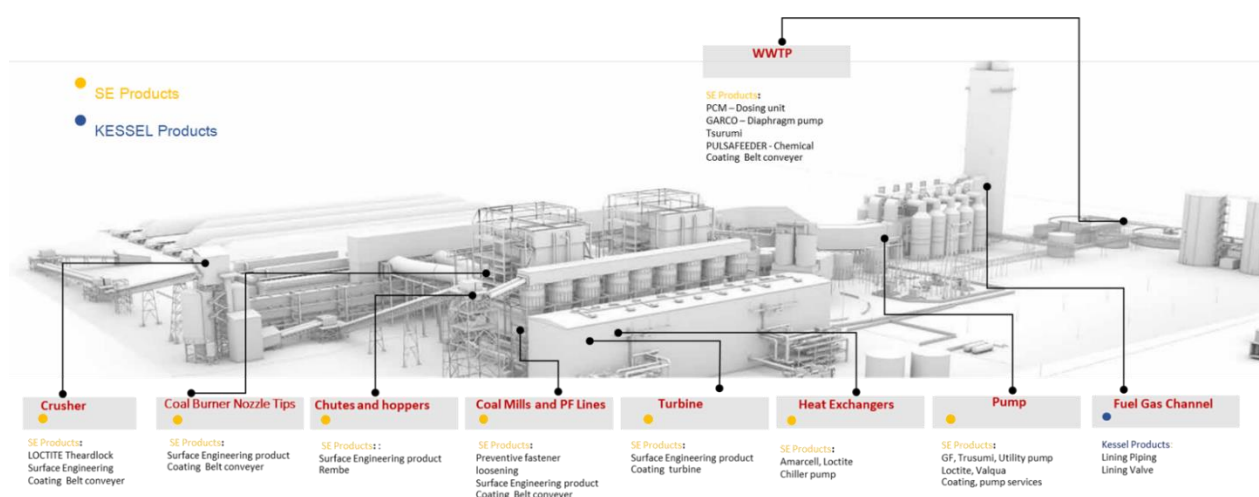 WWTP
SE Products
KESSEL Products
SE Products:
PCM – Dosing unit
GARCO – Diaphragm pump
Tsurumi
PULSAFEEDER - Chemical
Coating Belt conveyer
Crusher
SE Products:
LOCTITE Theardlock
Surface Engineering
Coating Belt conveyer
Coal Burner Nozzle Tips
SE Products:
Surface Engineering product
Coating Belt conveyer
Chutes and hoppers
SE Products: :
Surface Engineering product
Rembe
Coal Mills and PF Lines
SE Products:
Preventive fastener
loosening
Surface Engineering product
Coating Belt conveyer
Turbine
SE Products:
Surface Engineering product
Coating turbine
Heat Exchangers
SE Products:
Amarcell, Loctite
Chiller pump
Pump
SE Products:
GF, Trusumi, Utility pump
Loctite, Valqua
Coating, pump services
Fuel Gas Channel
Kessel Products:
Lining Piping
Lining Valve